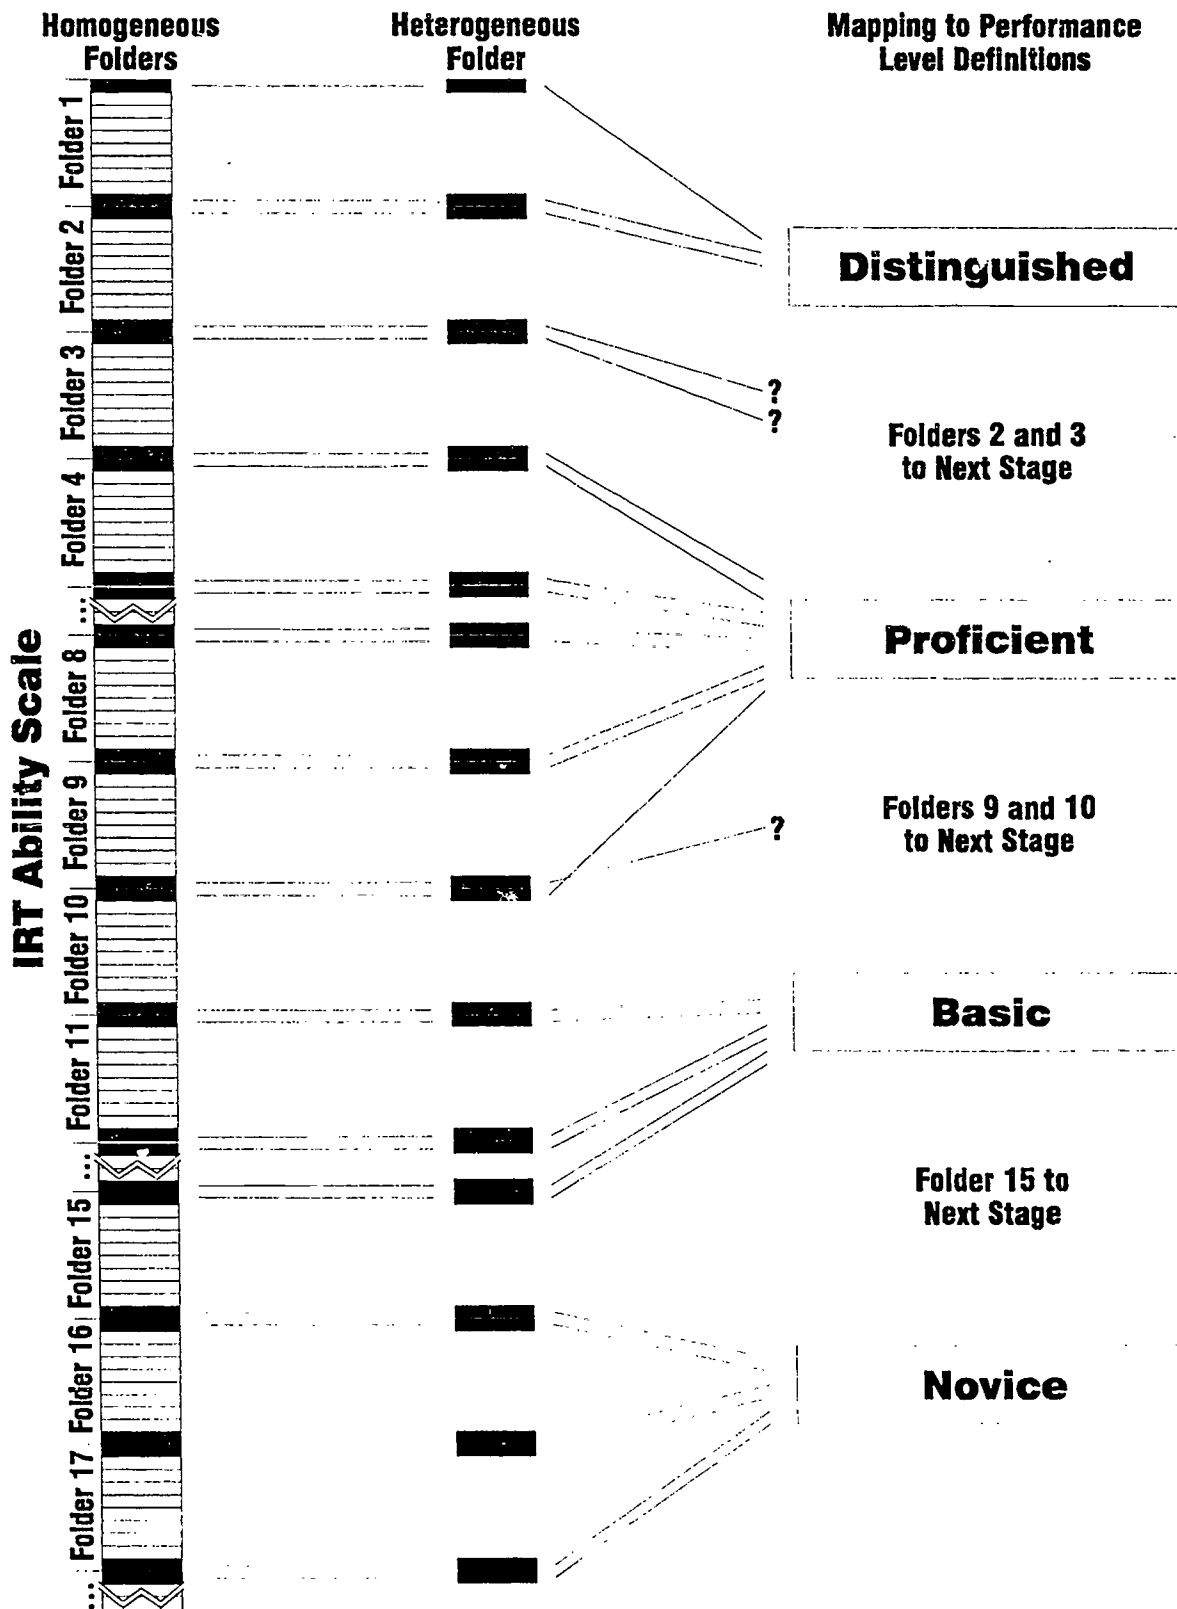 Homogeneous
Folders
Heterogeneous
Folder
Mapping to Performance
Level Definitions
IRT Ability Scale
Folder 1
Folder 2
Folder 3
Folder 4
...
Folder 8
Folder 9
Folder 10
Folder 11
...
Folder 15
Folder 16
Folder 17
...
Distinguished
?
?
Folders 2 and 3
to Next Stage
Proficient
?
Folders 9 and 10
to Next Stage
Basic
Folder 15 to
Next Stage
Novice